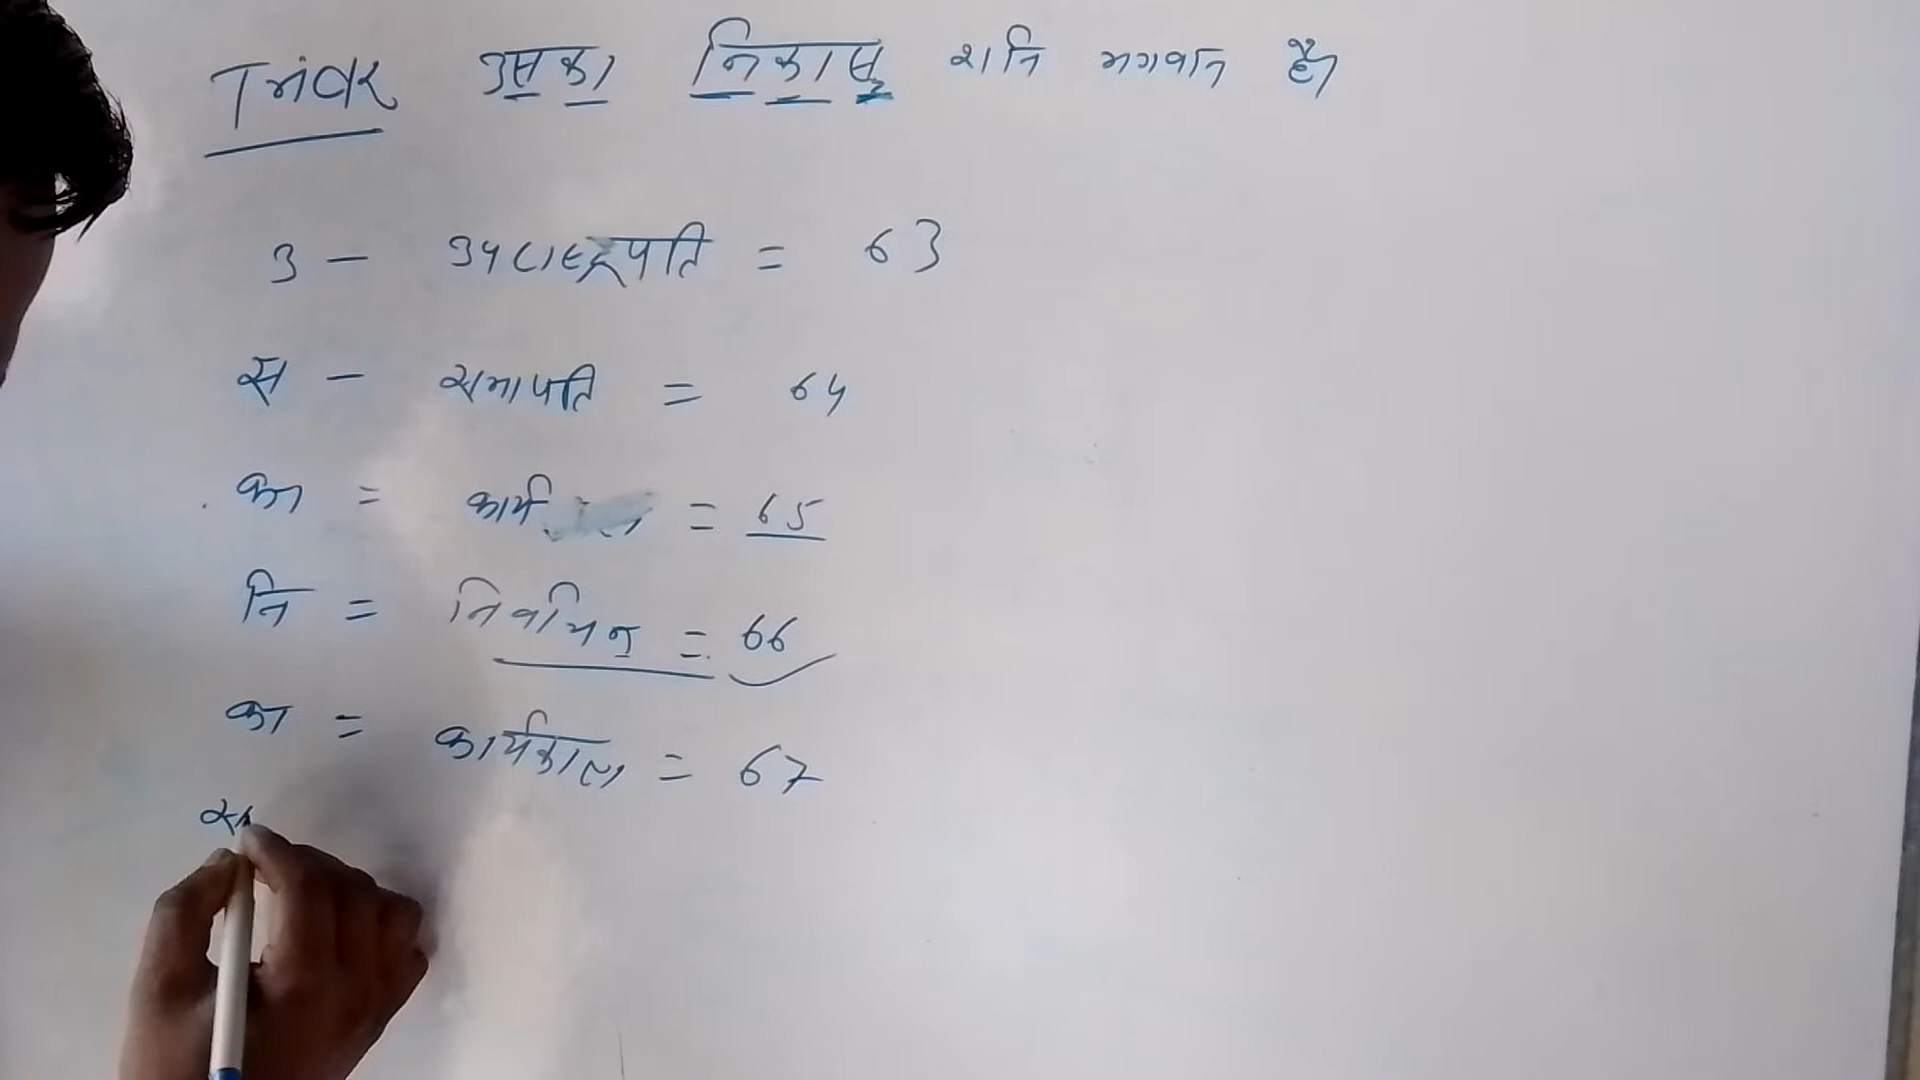 Trick उसका निकासू शनि भगवान है।
उ - उपराष्ट्रपति = 63
स - सभापति = 64
का = कार्य = 65
नि = निर्वाचन = 66
का = कार्यकाल = 67